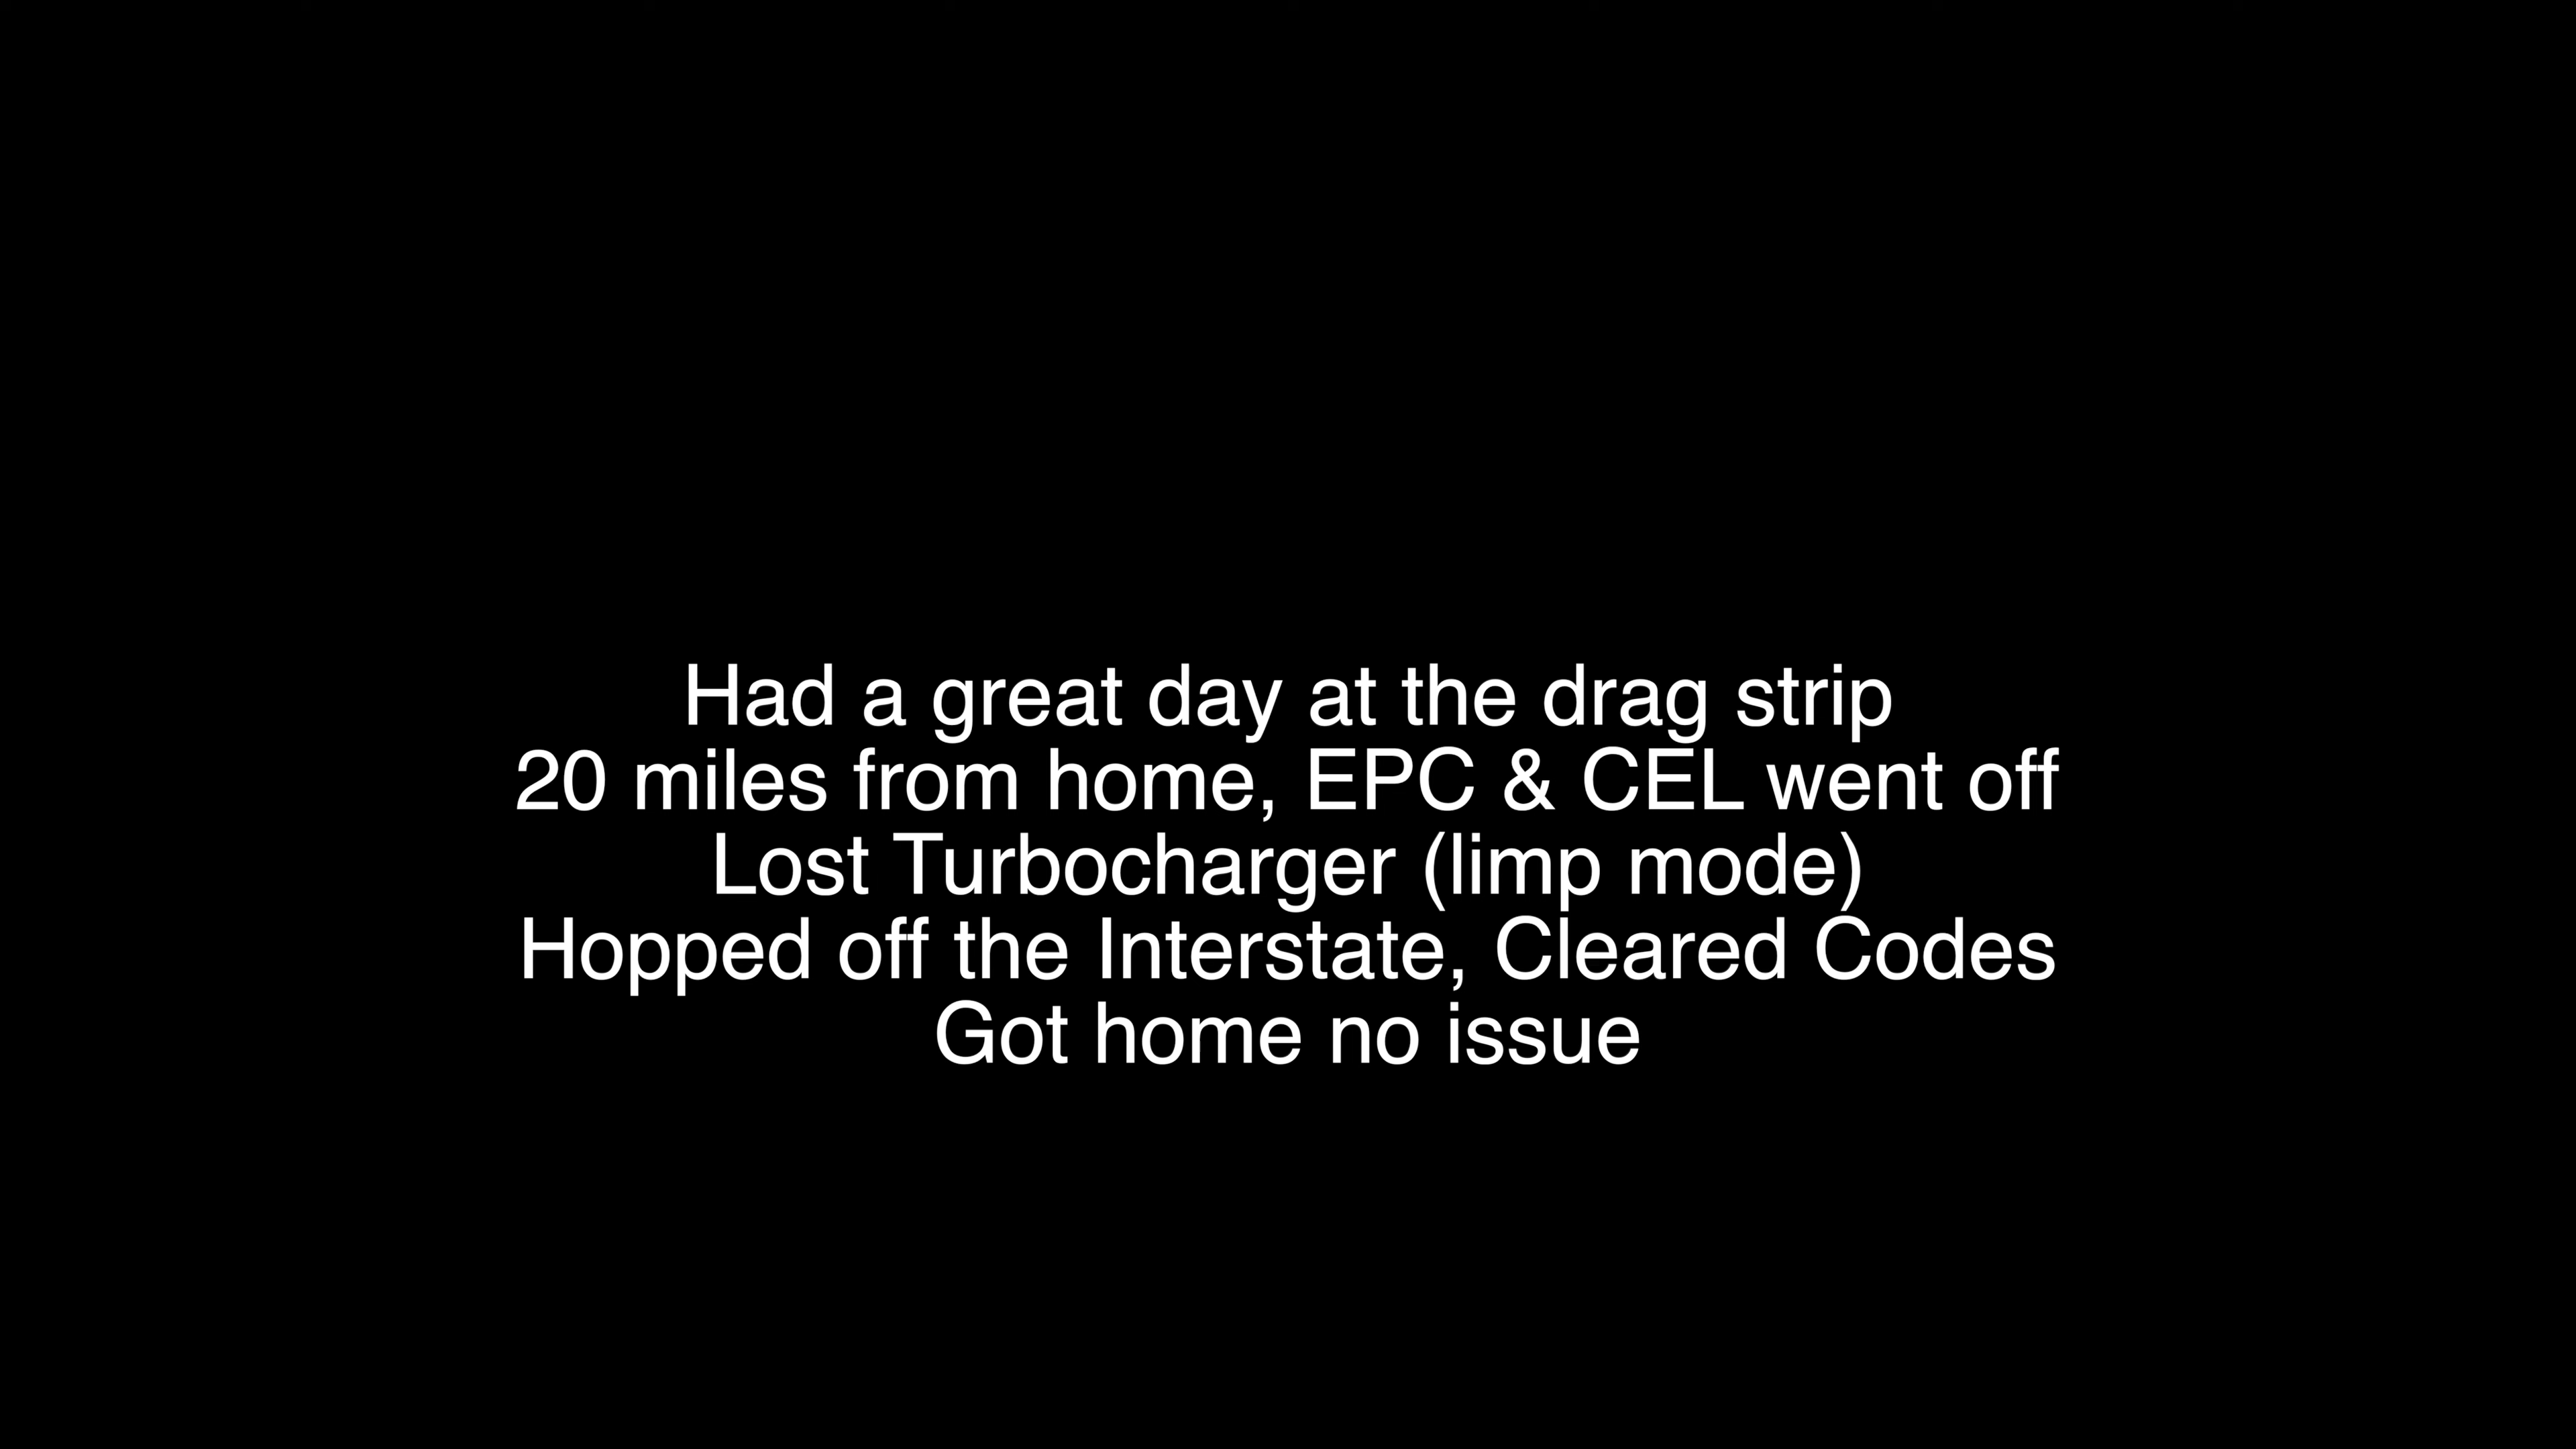 Had a great day at the drag strip
20 miles from home, EPC & CEL went off
Lost Turbocharger (limp mode)
Hopped off the Interstate, Cleared Codes
Got home no issue